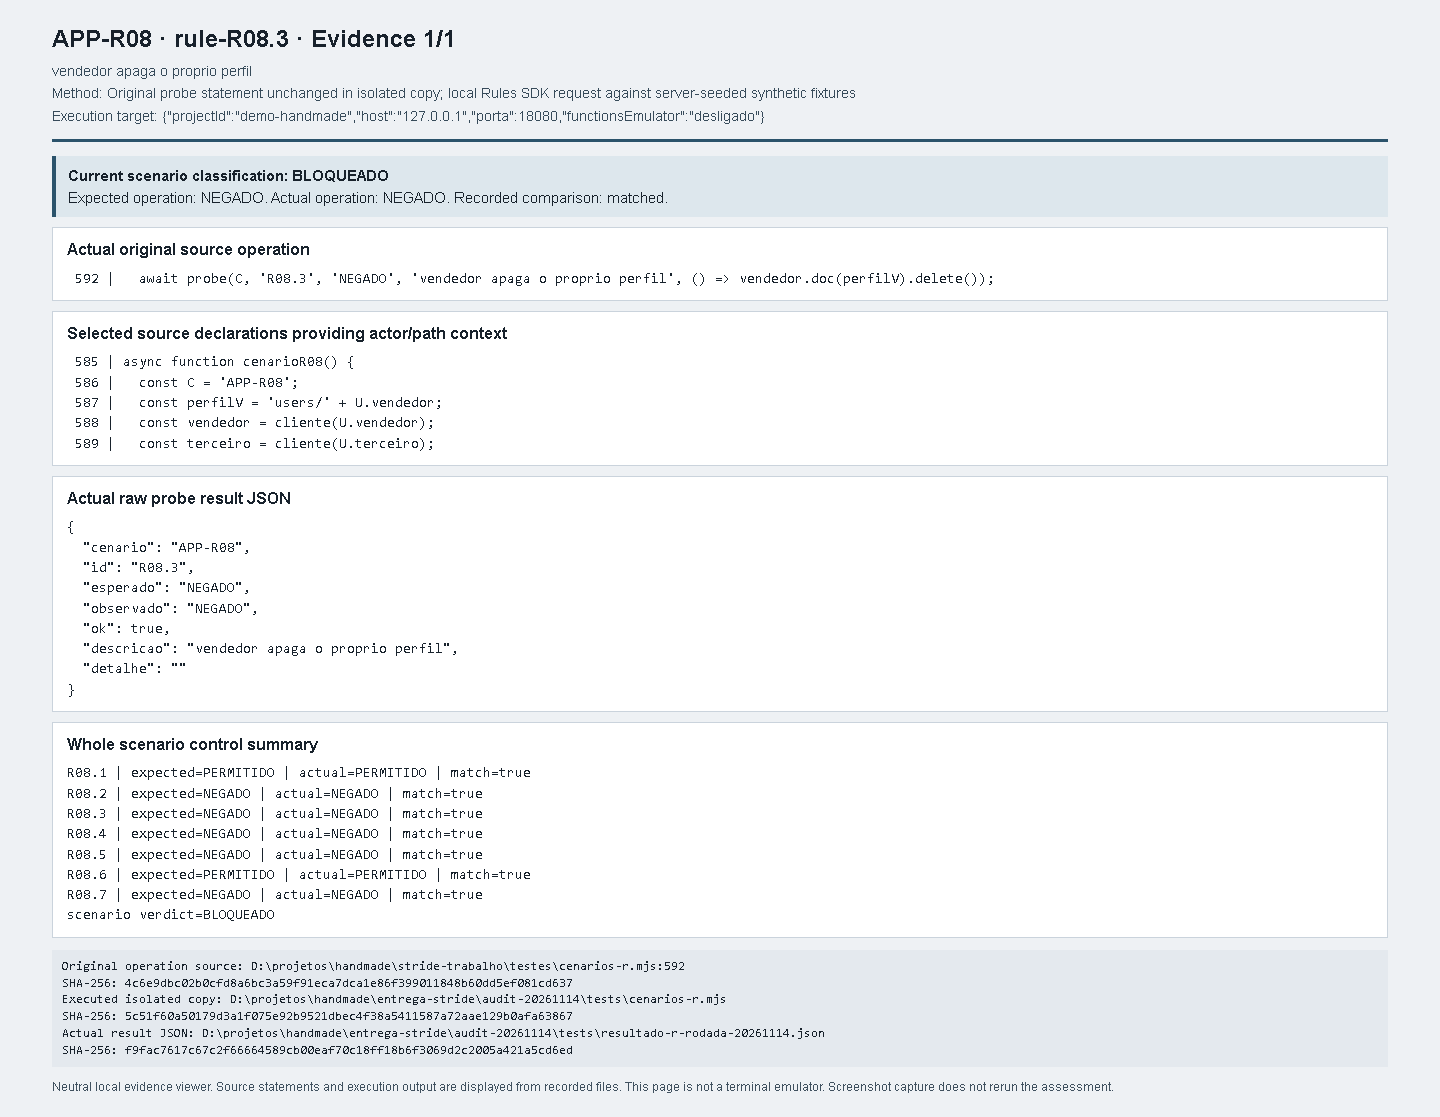 APP-R08 · rule-R08.3 · Evidence 1/1
vendedor apaga o proprio perfil
Method: Original probe statement unchanged in isolated copy; local Rules SDK request against server-seeded synthetic fixtures
Execution target: {"projectId":"demo-handmade","host":"127.0.0.1","porta":18080,"functionsEmulator":"desligado"}
Current scenario classification: BLOQUEADO
Expected operation: NEGADO. Actual operation: NEGADO. Recorded comparison: matched.
Actual original source operation
592 |   await probe(C, 'R08.3', 'NEGADO', 'vendedor apaga o proprio perfil', () => vendedor.doc(perfilV).delete());
Selected source declarations providing actor/path context
585 | async function cenarioR08() {
586 |   const C = 'APP-R08';
587 |   const perfilV = 'users/' + U.vendedor;
588 |   const vendedor = cliente(U.vendedor);
589 |   const terceiro = cliente(U.terceiro);
Actual raw probe result JSON
{
  "cenario": "APP-R08",
  "id": "R08.3",
  "esperado": "NEGADO",
  "observado": "NEGADO",
  "ok": true,
  "descricao": "vendedor apaga o proprio perfil",
  "detalhe": ""
}
Whole scenario control summary
R08.1 | expected=PERMITIDO | actual=PERMITIDO | match=true
R08.2 | expected=NEGADO | actual=NEGADO | match=true
R08.3 | expected=NEGADO | actual=NEGADO | match=true
R08.4 | expected=NEGADO | actual=NEGADO | match=true
R08.5 | expected=NEGADO | actual=NEGADO | match=true
R08.6 | expected=PERMITIDO | actual=PERMITIDO | match=true
R08.7 | expected=NEGADO | actual=NEGADO | match=true
scenario verdict=BLOQUEADO
Original operation source: D:\projetos\handmade\stride-trabalho\testes\cenarios-r.mjs:592
SHA-256: 4c6e9dbc02b0cfd8a6bc3a59f91eca7dca1e86f399011848b60dd5ef081cd637
Executed isolated copy: D:\projetos\handmade\entrega-stride\audit-20261114\tests\cenarios-r.mjs
SHA-256: 5c51f60a50179d3a1f075e92b9521dbec4f38a5411587a72aae129b0afa63867
Actual result JSON: D:\projetos\handmade\entrega-stride\audit-20261114\tests\resultado-r-rodada-20261114.json
SHA-256: f9fac7617c67c2f66664589cb00eaf70c18ff18b6f3069d2c2005a421a5cd6ed
Neutral local evidence viewer. Source statements and execution output are displayed from recorded files. This page is not a terminal emulator. Screenshot capture does not rerun the assessment.